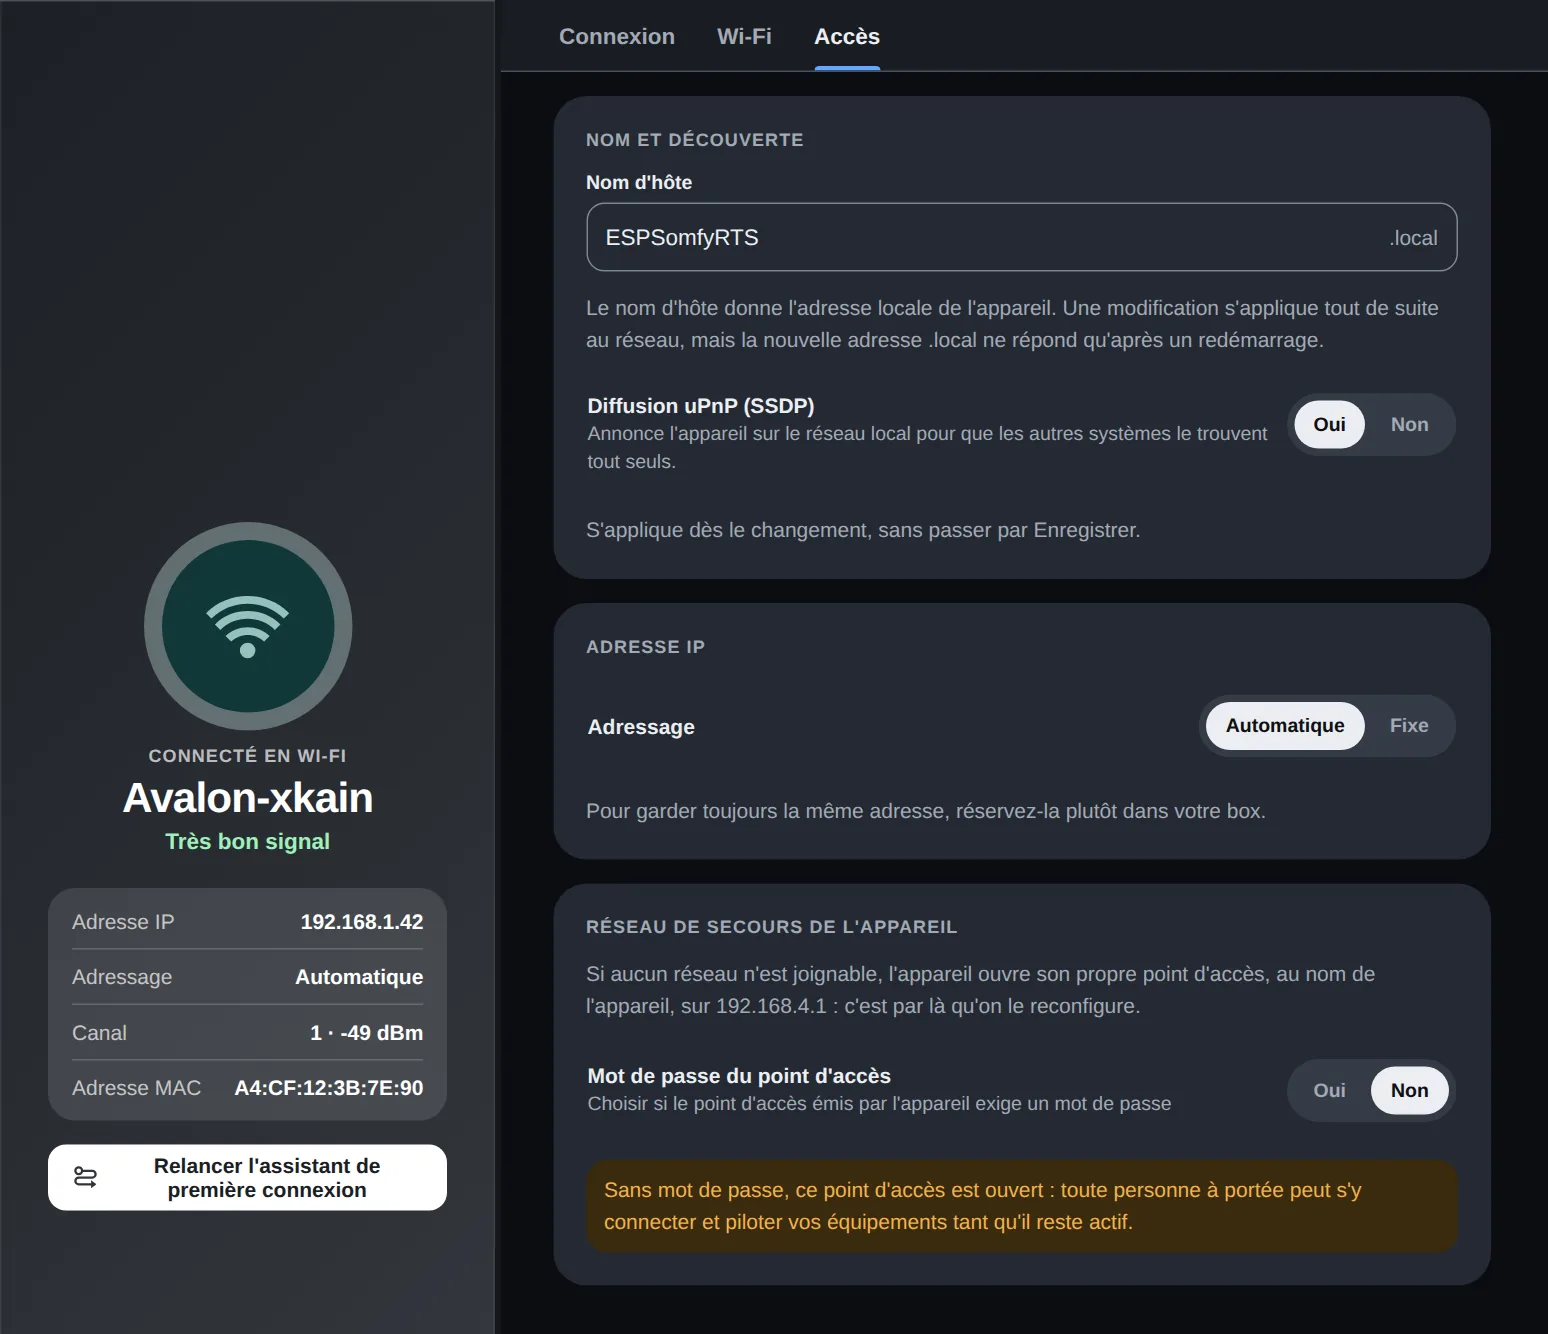 Connexion
Wi-Fi
Accès
NOM ET DÉCOUVERTE
Nom d'hôte
ESPSomfyRTS
.local
Le nom d'hôte donne l'adresse locale de l'appareil. Une modification s'applique tout de suite
au réseau, mais la nouvelle adresse .local ne répond qu'après un redémarrage.
Diffusion uPnP (SSDP)
Annonce l'appareil sur le réseau local pour que les autres systèmes le trouvent
tout seuls.
Oui
Non
S'applique dès le changement, sans passer par Enregistrer.
ADRESSE IP
Adressage
Automatique
Fixe
Pour garder toujours la même adresse, réservez-la plutôt dans votre box.
RÉSEAU DE SECOURS DE L'APPAREIL
Si aucun réseau n'est joignable, l'appareil ouvre son propre point d'accès, au nom de
l'appareil, sur 192.168.4.1 : c'est par là qu'on le reconfigure.
Mot de passe du point d'accès
Choisir si le point d'accès émis par l'appareil exige un mot de passe
Oui
Non
Sans mot de passe, ce point d'accès est ouvert : toute personne à portée peut s'y
connecter et piloter vos équipements tant qu'il reste actif.
CONNECTÉ EN WI-FI
Avalon-xkain
Très bon signal
Adresse IP 192.168.1.42
Adressage Automatique
Canal 1 · -49 dBm
Adresse MAC A4:CF:12:3B:7E:90
Relancer l'assistant de
première connexion